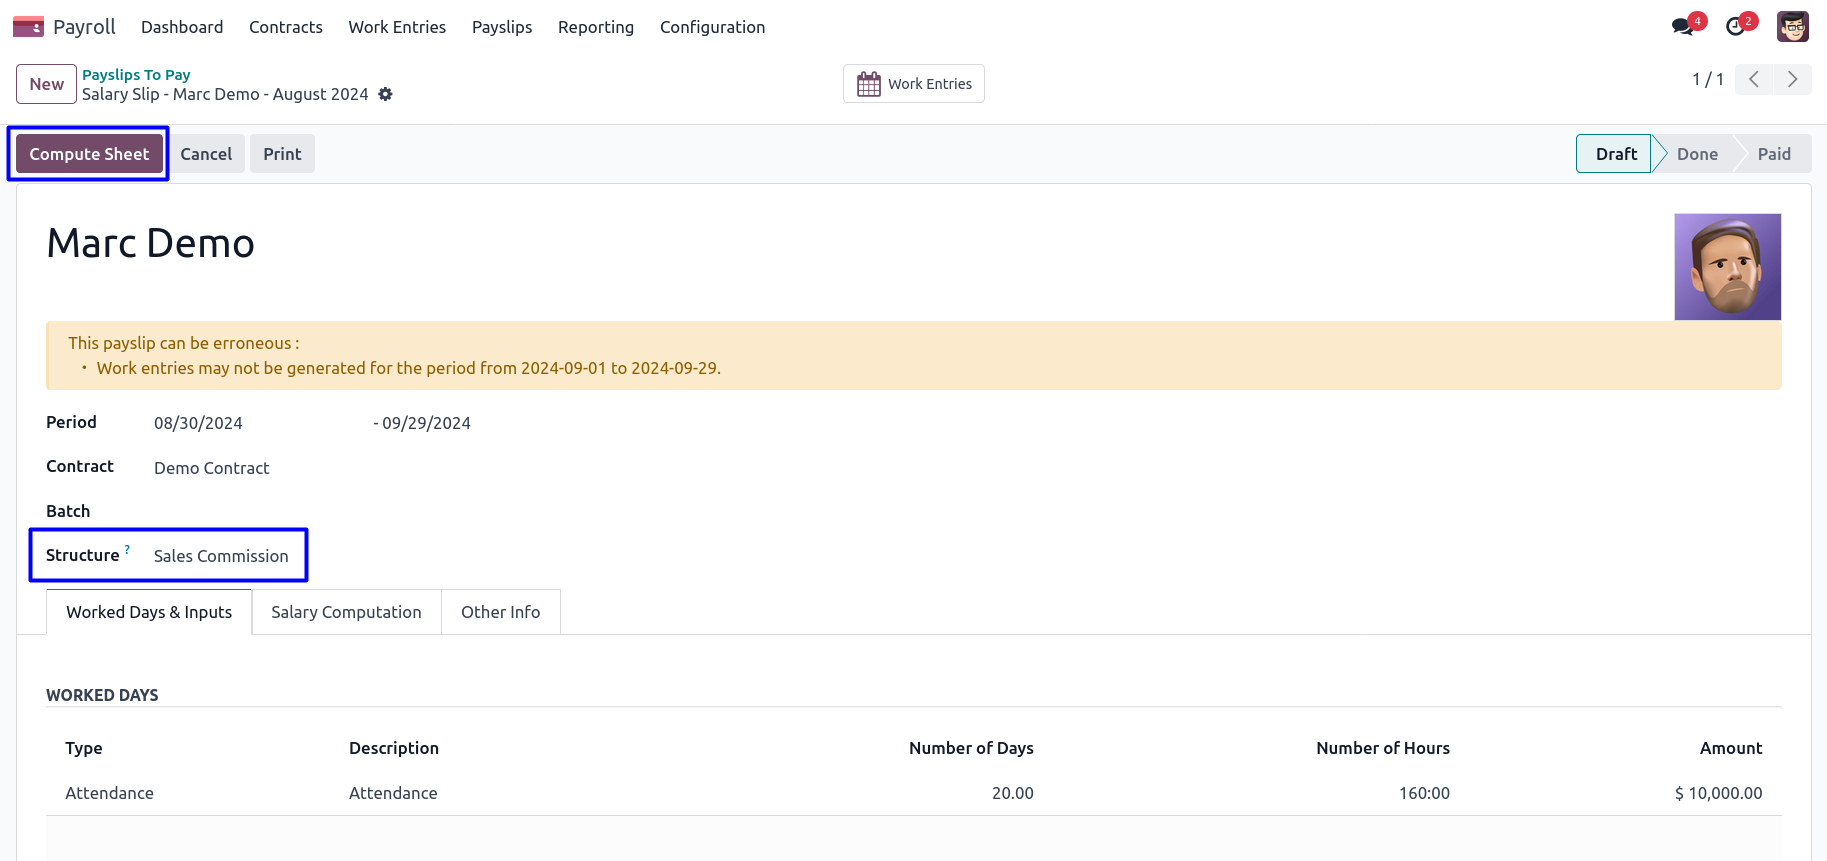 Payroll Dashboard Contracts Work Entries Payslips Reporting Configuration 4 2
New Payslips To Pay
Salary Slip - Marc Demo - August 2024
Work Entries
1 / 1
Compute Sheet Cancel Print Draft Done Paid
Marc Demo
This payslip can be erroneous :
• Work entries may not be generated for the period from 2024-09-01 to 2024-09-29.
Period 08/30/2024 - 09/29/2024
Contract Demo Contract
Batch
Structure ? Sales Commission
Worked Days & Inputs Salary Computation Other Info
WORKED DAYS
Type Description Number of Days Number of Hours Amount
Attendance Attendance 20.00 160:00 $ 10,000.00